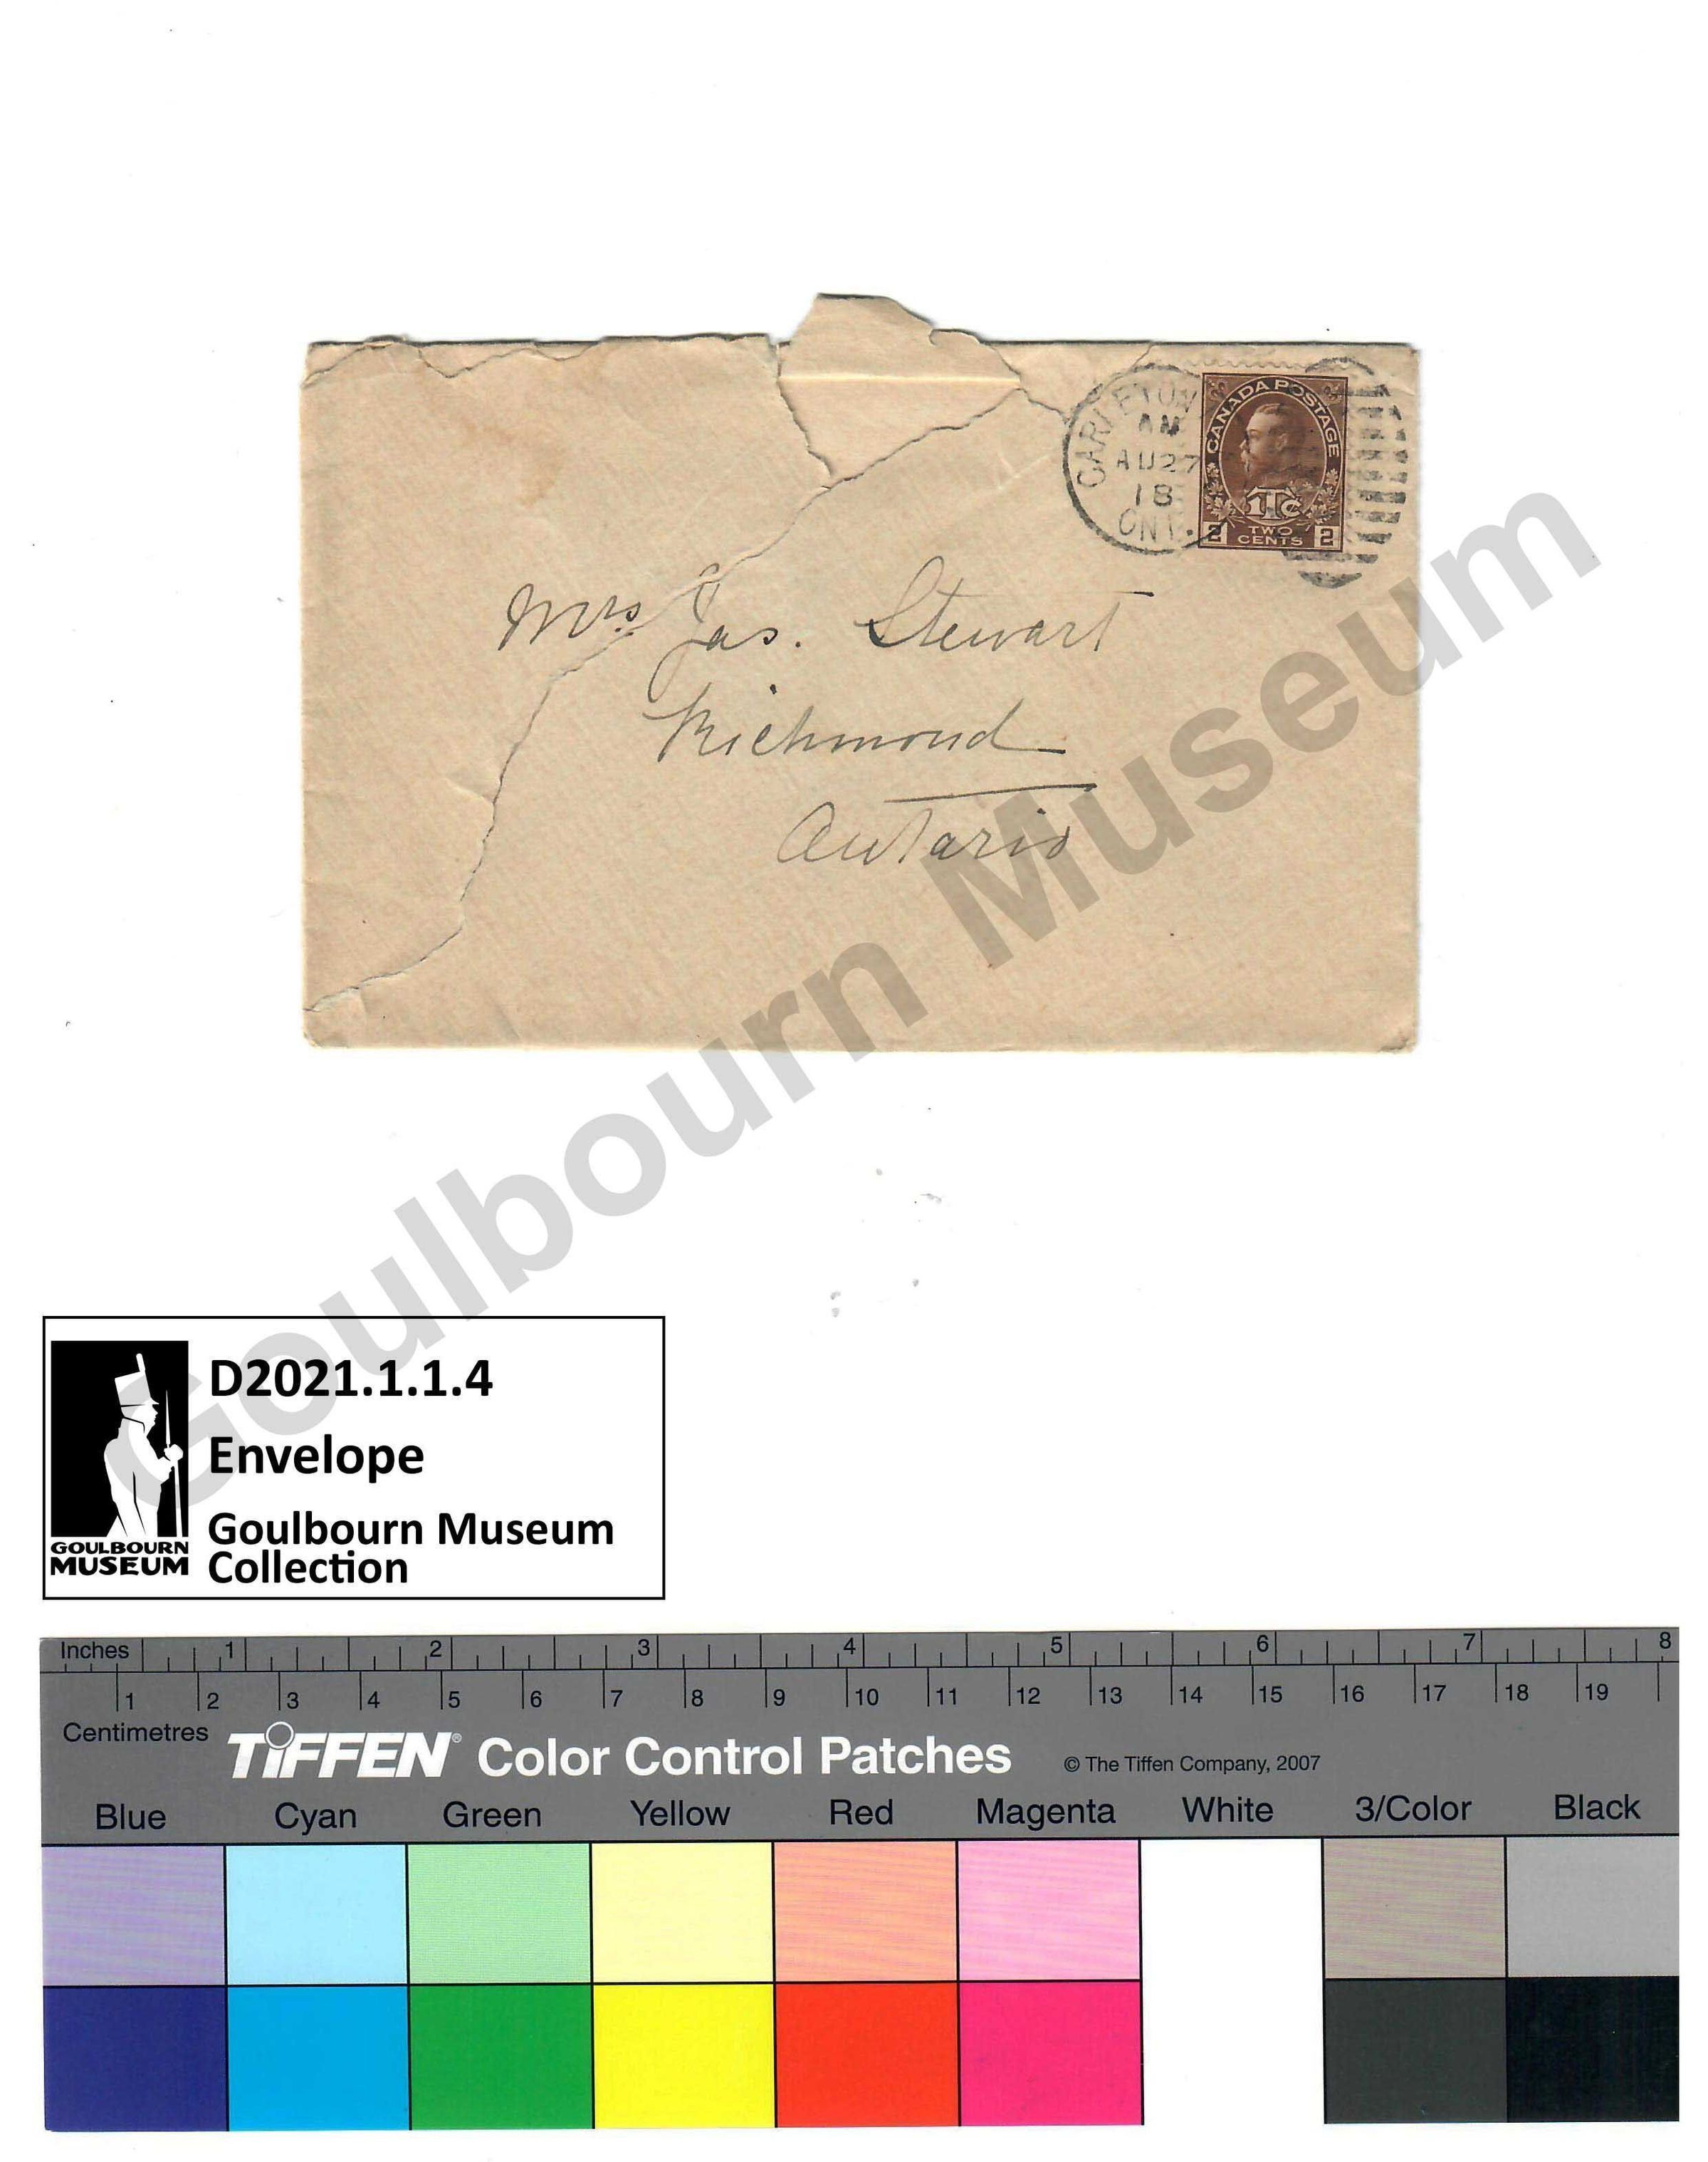 CARLETON
AM
AU 27
18
ONT.
CANADA POSTAGE
1Tc
2 TWO CENTS 2
Mrs Jas. Stewart
Richmond
Ontario
Goulbourn Museum
D2021.1.1.4
Envelope
Goulbourn Museum
Collection
GOULBOURN
MUSEUM
Inches 1 2 3 4 5 6 7 8
1 2 3 4 5 6 7 8 9 10 11 12 13 14 15 16 17 18 19
Centimetres
TIFFEN® Color Control Patches © The Tiffen Company, 2007
Blue Cyan Green Yellow Red Magenta White 3/Color Black